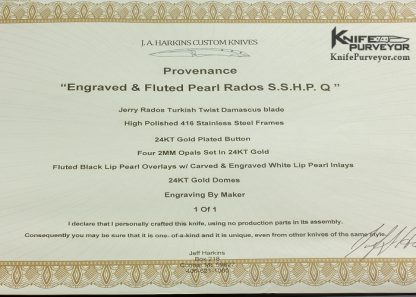 J. A. HARKINS CUSTOM KNIVES
KNIFE
PURVEYOR
KnifePurveyor.com
Provenance
"Engraved & Fluted Pearl Rados S.S.H.P. Q "
Jerry Rados Turkish Twist Damascus blade
High Polished 416 Stainless Steel Frames
24KT Gold Plated Button
Four 2MM Opals Set In 24KT Gold
Fluted Black Lip Pearl Overlays w/ Carved & Engraved White Lip Pearl Inlays
24KT Gold Domes
Engraving By Maker
1 Of 1
I declare that I personally crafted this knife, using no production parts in its assembly.
Consequently you may be sure that it is one. of-a-kind and it is unique, even from other knives of the same style.
Jeff Harkins
Box 218